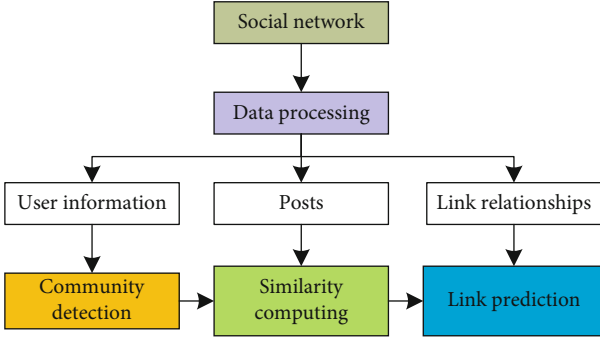 Social network
Data processing
User information
Posts
Link relationships
Community
detection
Similarity
computing
Link prediction